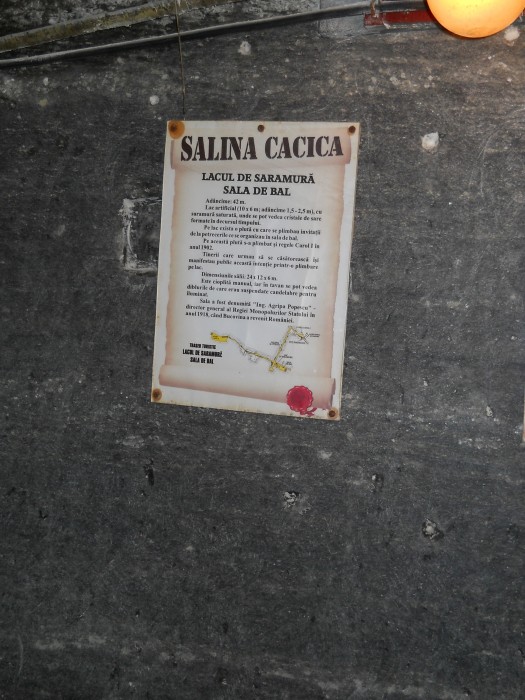 SALINA CACICA
LACUL DE SARAMURĂ
SALA DE BAL
Adâncime: 42 m.
Lac artificial (10 x 6 m; adâncime 1,5 - 2,5 m), cu
saramură saturată, unde se pot vedea cristale de sare
formate în decursul timpului.
Pe lac exista o plută cu care se plimbau invitații
de la petrecerile ce se organizau în sala de bal.
Pe această plută s-a plimbat și regele Carol I în
anul 1902.
Tinerii care urmau să se căsătorească își
manifestau public această intenție printr-o plimbare
pe lac.
Dimensiunile sălii: 24 x 12 x 6 m.
Este cioplită manual, iar în tavan se pot vedea
diblurile de care erau suspendate candelabre pentru
iluminat.
Sala a fost denumită "Ing. Agripa Popescu" -
director general al Regiei Monopolurilor Statului în
anul 1918, când Bucovina a revenit României.
TRASEU TURISTIC
LACUL DE SARAMURĂ
SALA DE BAL